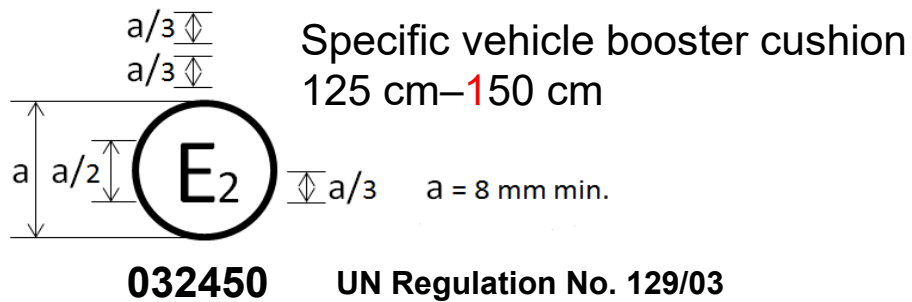 a/3
Specific vehicle booster cushion
a/3
125 cm–150 cm
a a/2 E2 a/3 a = 8 mm min.
032450 UN Regulation No. 129/03